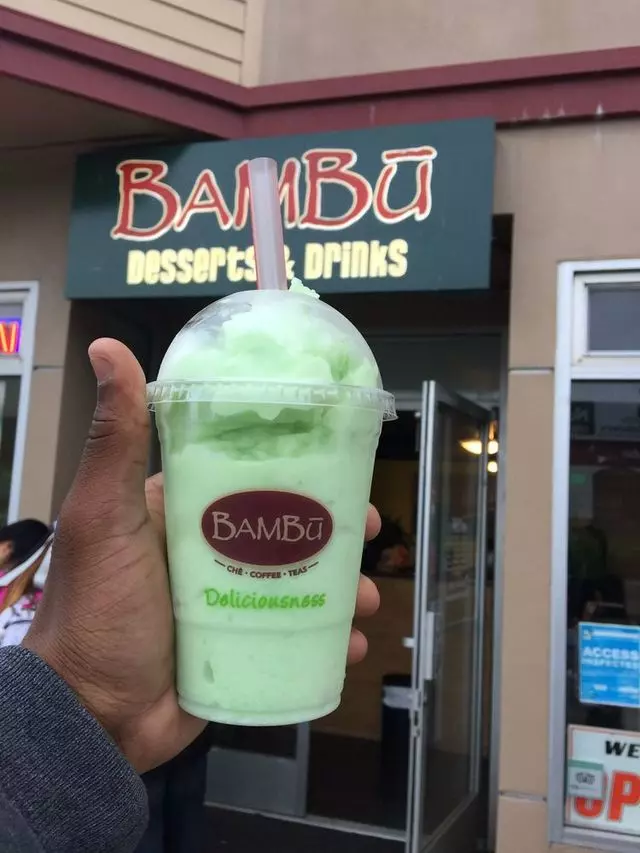 BAMBŪ
Desserts & Drinks
BAMBŪ
CHÈ • COFFEE • TEAS
Deliciousness
ACCESS
INSPECTED
WE
OP